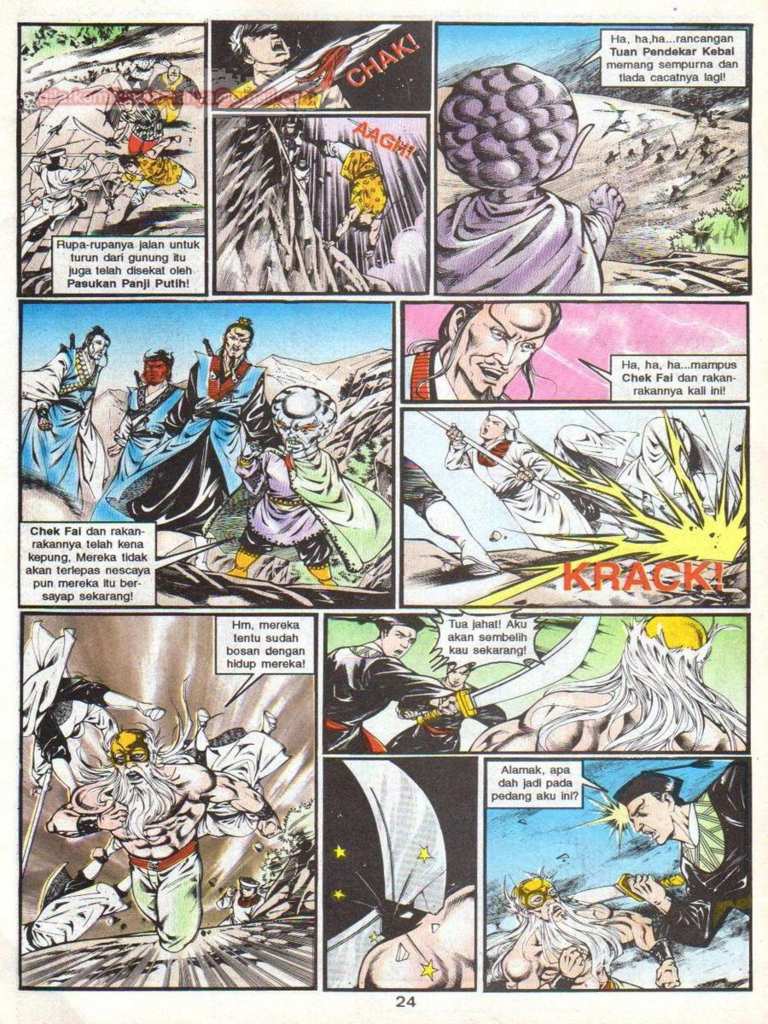 Rupa-rupanya jalan untuk
turun dari gunung itu
juga telah disekat oleh
Pasukan Panji Putih!
CHAK!
AAGH!
Ha, ha,ha...rancangan
Tuan Pendekar Kebal
memang sempurna dan
tiada cacatnya lagi!
Chek Fai dan rakan-
rakannya telah kena
kepung, Mereka tidak
akan terlepas nescaya
pun mereka itu ber-
sayap sekarang!
Ha, ha, ha...mampus
Chek Fai dan rakan-
rakannya kali ini!
KRACK!
Hm, mereka
tentu sudah
bosan dengan
hidup mereka!
Tua jahat! Aku
akan sembelih
kau sekarang!
Alamak, apa
dah jadi pada
pedang aku ini?
24